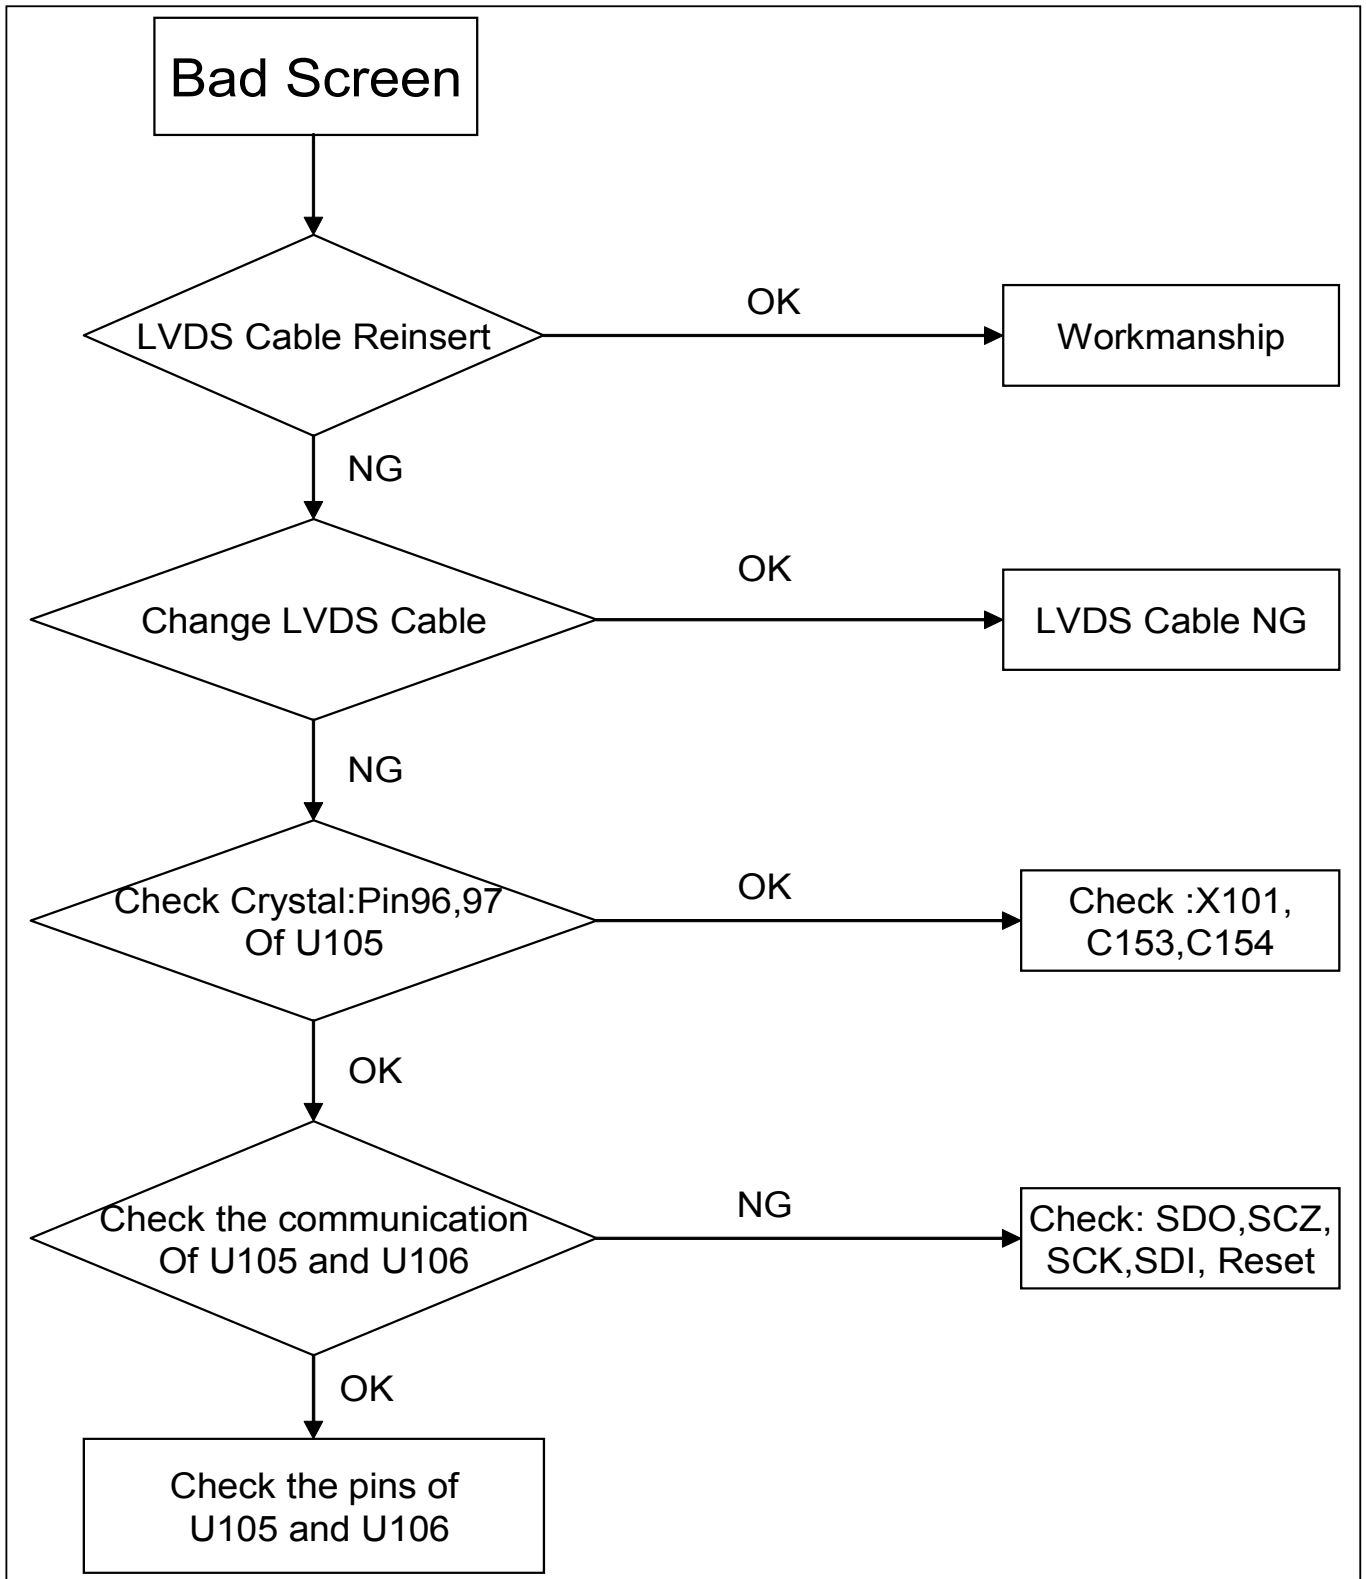 Bad Screen
LVDS Cable Reinsert
OK
Workmanship
NG
Change LVDS Cable
OK
LVDS Cable NG
NG
Check Crystal:Pin96,97
Of U105
OK
Check :X101,
C153,C154
OK
Check the communication
Of U105 and U106
NG
Check: SDO,SCZ,
SCK,SDI, Reset
OK
Check the pins of
U105 and U106